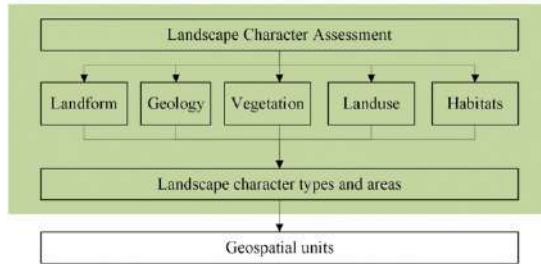 Landscape Character Assessment
Landform Geology Vegetation Landuse Habitats
Landscape character types and areas
Geospatial units